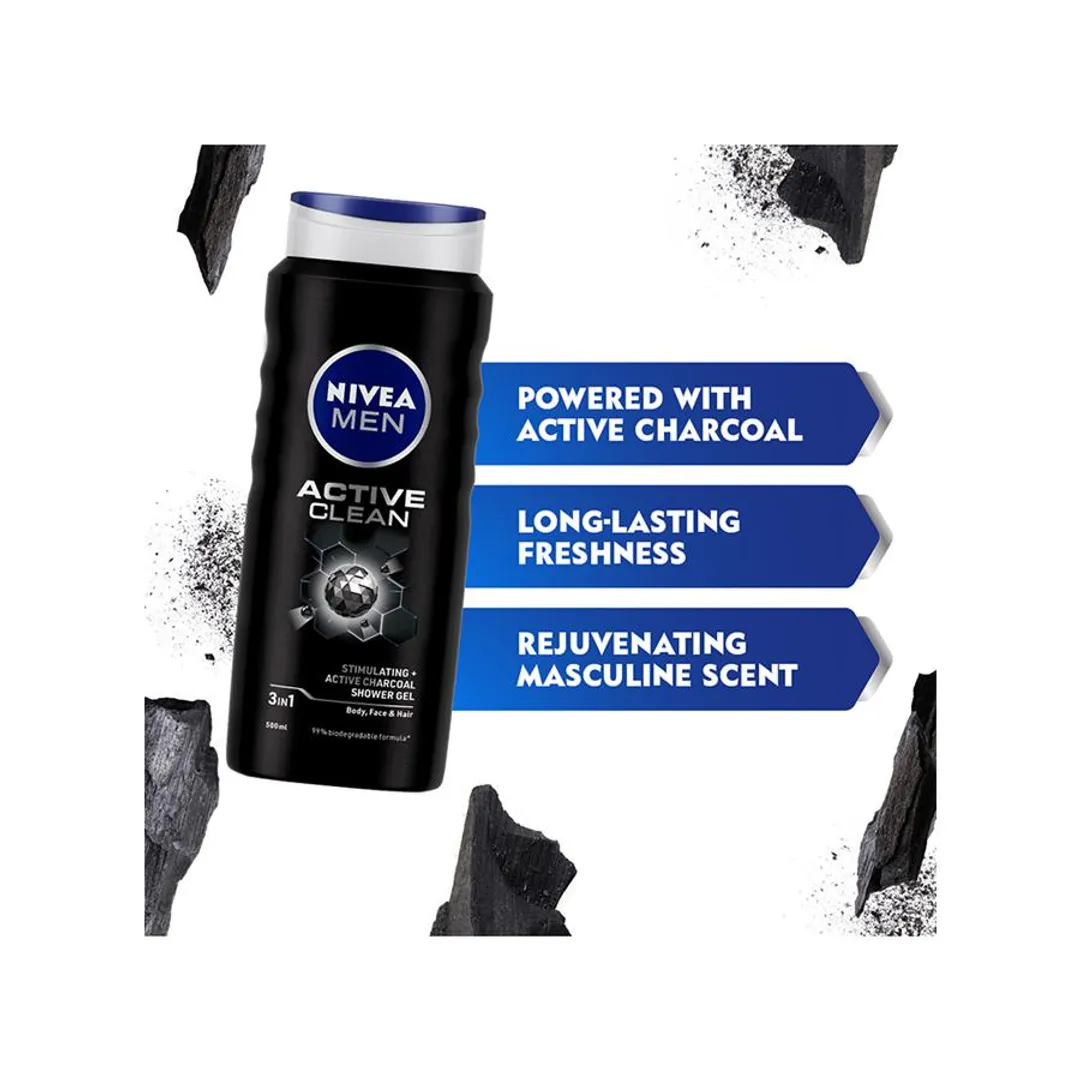 NIVEA
MEN
ACTIVE
CLEAN
STIMULATING +
ACTIVE CHARCOAL
SHOWER GEL
3IN1
Body, Face & Hair
500ml
99% biodegradable formula*
POWERED WITH
ACTIVE CHARCOAL
LONG-LASTING
FRESHNESS
REJUVENATING
MASCULINE SCENT